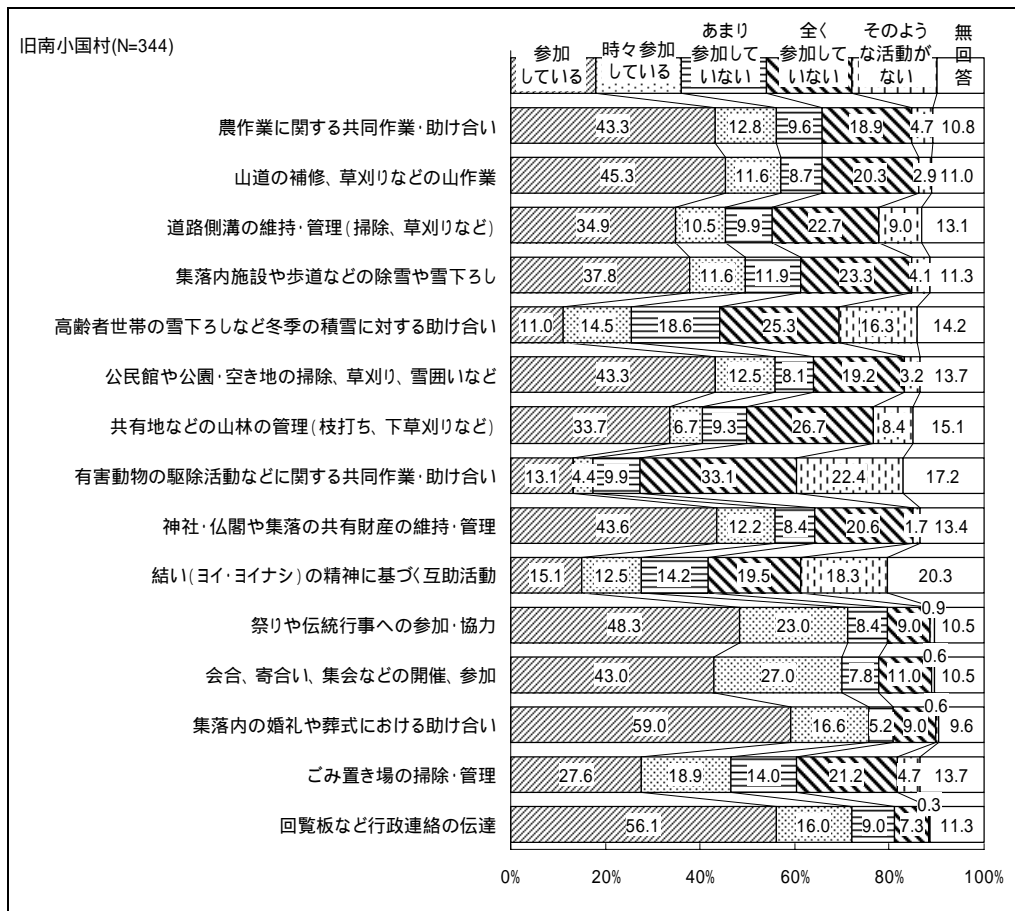 旧南小国村(N=344)
参加
している
時々参加
している
あまり
参加して
いない
全く
参加して
いない
そのよう
な活動が
ない
無
回
答
農作業に関する共同作業・助け合い 43.3 12.8 9.6 18.9 4.7 10.8
山道の補修、草刈りなどの山作業 45.3 11.6 8.7 20.3 2.9 11.0
道路側溝の維持・管理(掃除、草刈りなど) 34.9 10.5 9.9 22.7 9.0 13.1
集落内施設や歩道などの除雪や雪下ろし 37.8 11.6 11.9 23.3 4.1 11.3
高齢者世帯の雪下ろしなど冬季の積雪に対する助け合い 11.0 14.5 18.6 25.3 16.3 14.2
公民館や公園・空き地の掃除、草刈り、雪囲いなど 43.3 12.5 8.1 19.2 3.2 13.7
共有地などの山林の管理(枝打ち、下草刈りなど) 33.7 6.7 9.3 26.7 8.4 15.1
有害動物の駆除活動などに関する共同作業・助け合い 13.1 4.4 9.9 33.1 22.4 17.2
神社・仏閣や集落の共有財産の維持・管理 43.6 12.2 8.4 20.6 1.7 13.4
結い(ヨイ・ヨイナシ)の精神に基づく互助活動 15.1 12.5 14.2 19.5 18.3 20.3
祭りや伝統行事への参加・協力 48.3 23.0 8.4 9.0 0.9 10.5
会合、寄合い、集会などの開催、参加 43.0 27.0 7.8 11.0 0.6 10.5
集落内の婚礼や葬式における助け合い 59.0 16.6 5.2 9.0 0.6 9.6
ごみ置き場の掃除・管理 27.6 18.9 14.0 21.2 4.7 13.7
回覧板など行政連絡の伝達 56.1 16.0 9.0 7.3 0.3 11.3
0% 20% 40% 60% 80% 100%